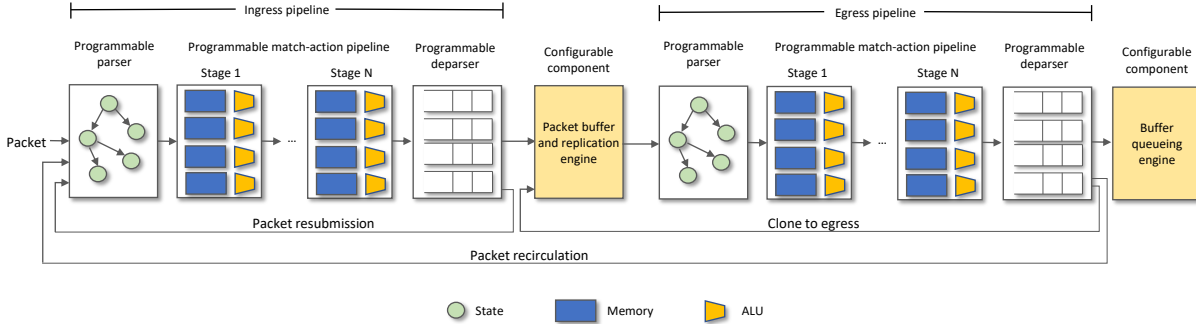 Ingress pipeline
Egress pipeline
Programmable
parser
Programmable match-action pipeline
Stage 1
Stage N
Programmable
deparser
Configurable
component
Programmable
parser
Programmable match-action pipeline
Stage 1
Stage N
Programmable
deparser
Configurable
component
Packet
...
Packet buffer
and replication
engine
...
Buffer
queueing
engine
Packet resubmission
Clone to egress
Packet recirculation
State
Memory
ALU